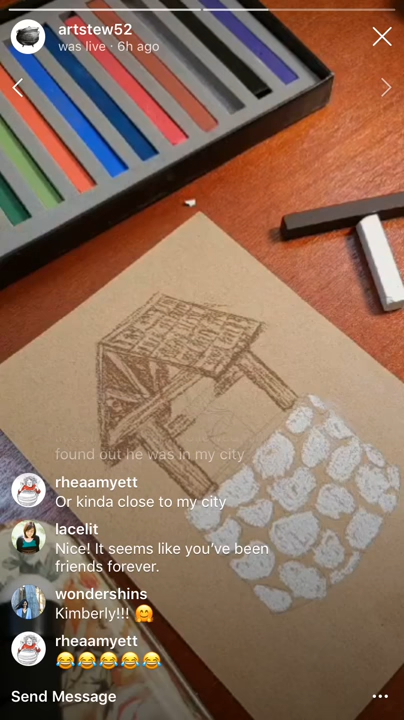 artstew52
was live · 6h ago
found out he was in my city
rheaamyett
Or kinda close to my city
lacelit
Nice! It seems like you've been
friends forever.
wondershins
Kimberly!!! 🤗
rheaamyett
😂😂😂😂😂
Send Message